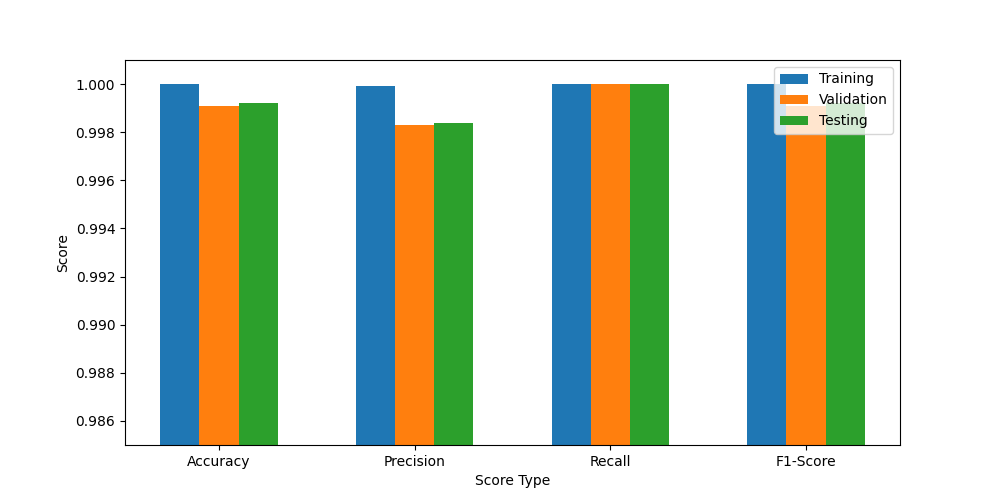 Training
Validation
Testing
1.000
0.998
0.996
0.994
0.992
0.990
0.988
0.986
Score
Accuracy
Precision
Recall
F1-Score
Score Type